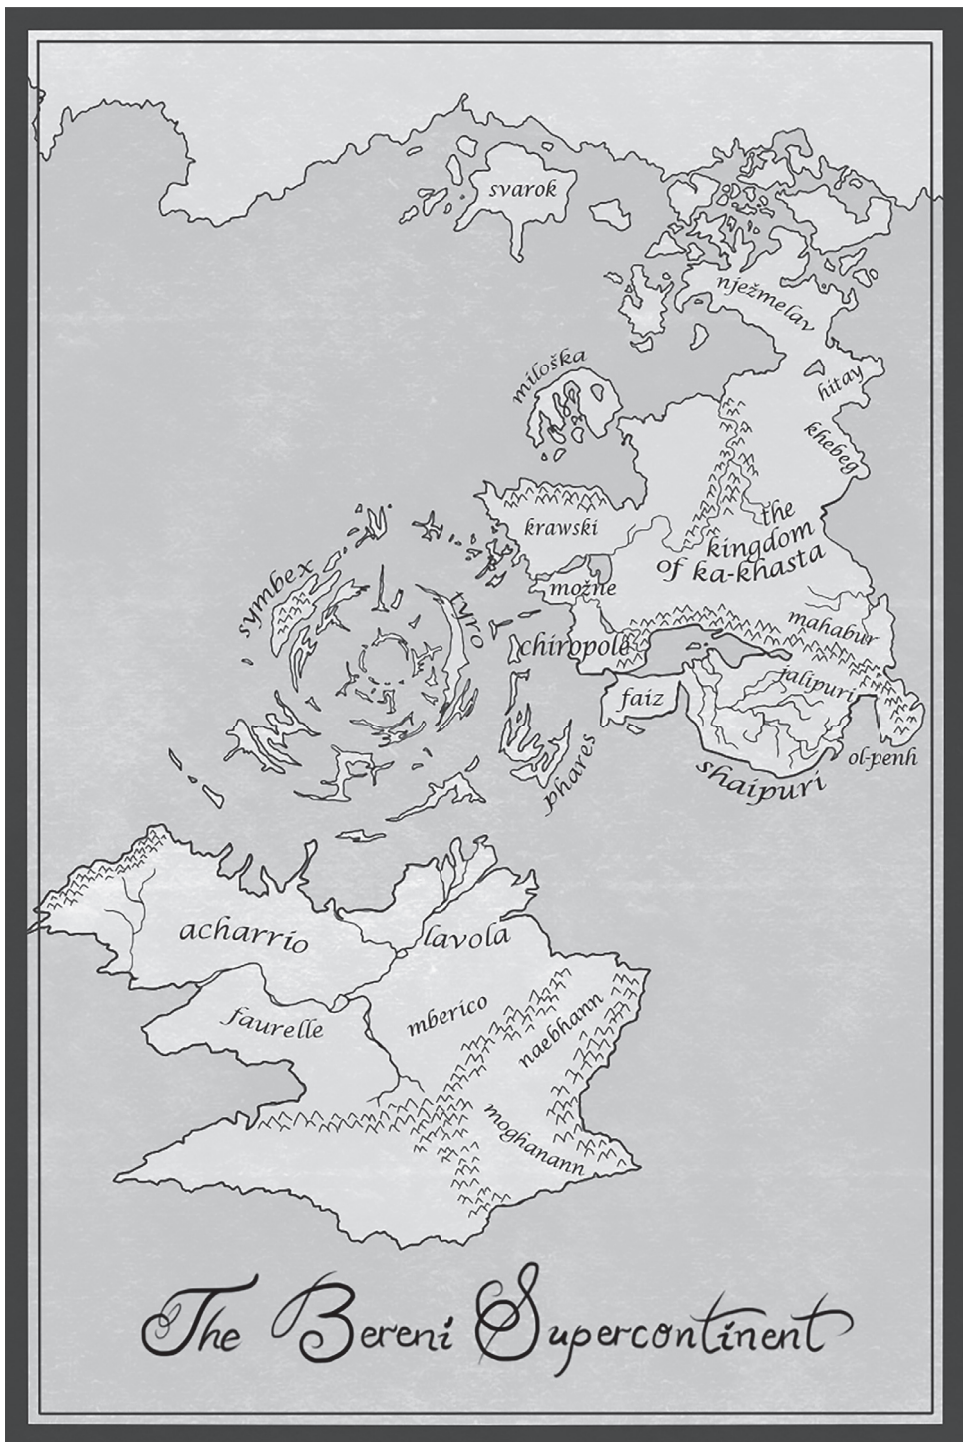 svarok
nježmelav
miloška
hitay
khebeg
krawski
the
kingdom
of ka-khasta
možne
symbex
tyro
chiropole
mahabur
jalipuri
faiz
ol-penh
shaipuri
phares
acharrio
lavola
faurelle
mberico
naebhann
moghanann
The Bereni Supercontinent